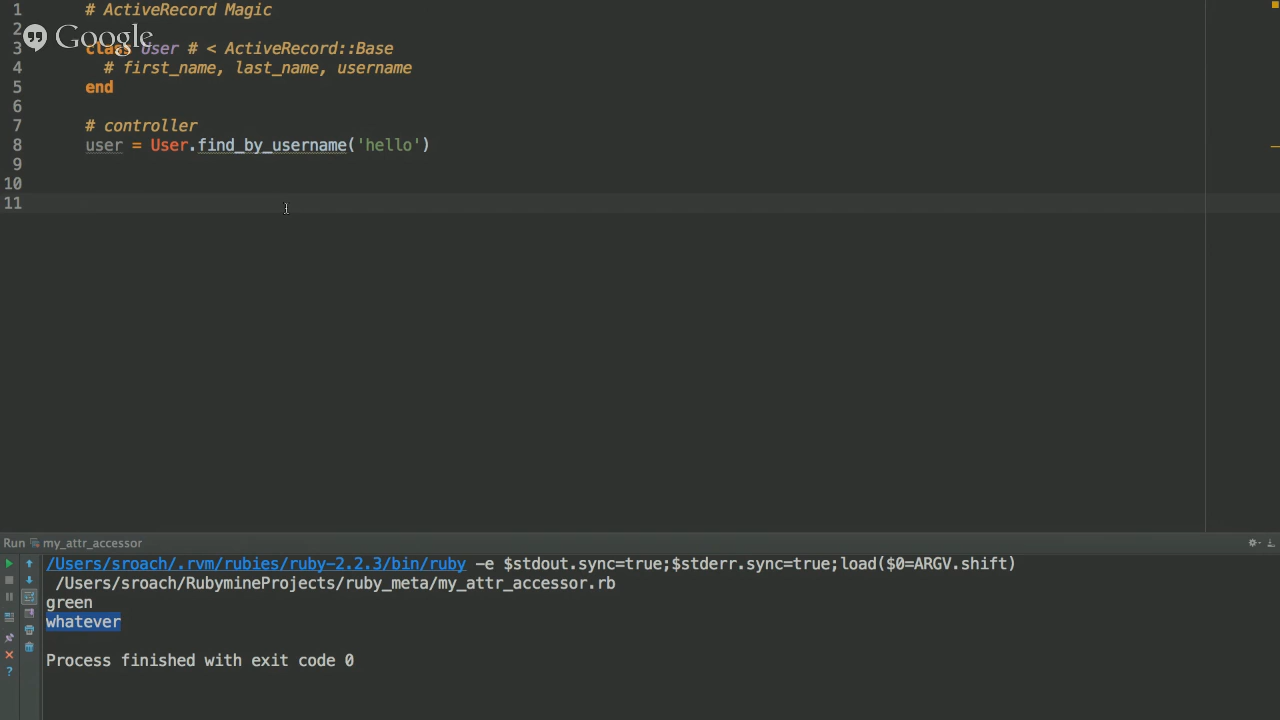 1 # ActiveRecord Magic
2
Google
3 class User # < ActiveRecord::Base
4 # first_name, last_name, username
5 end
6
7 # controller
8 user = User.find_by_username('hello')
9
10
11
Run my_attr_accessor
/Users/sroach/.rvm/rubies/ruby-2.2.3/bin/ruby -e $stdout.sync=true;$stderr.sync=true;load($0=ARGV.shift)
/Users/sroach/RubymineProjects/ruby_meta/my_attr_accessor.rb
green
whatever
Process finished with exit code 0